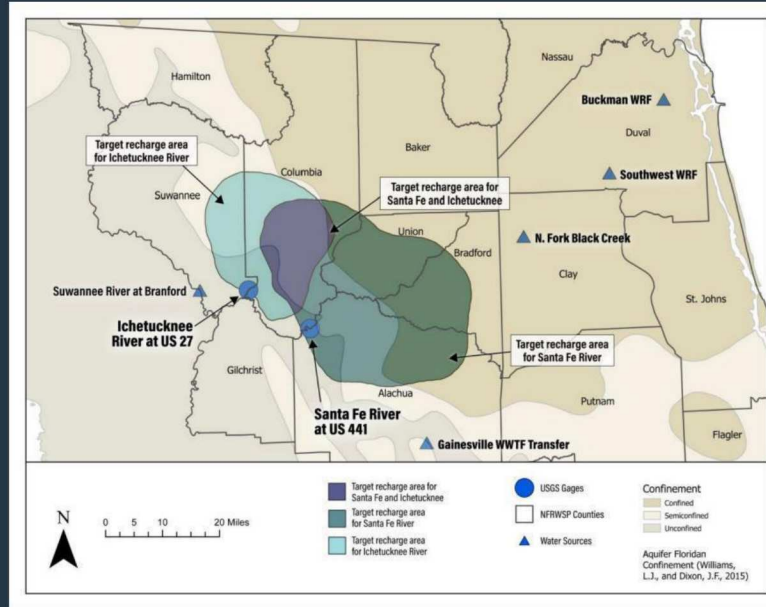 Hamilton
Nassau
Buckman WRF
Duval
Target recharge area
for Ichetucknee River
Baker
Columbia
Southwest WRF
Suwannee
Target recharge area for
Santa Fe and Ichetucknee
Union
Bradford
N. Fork Black Creek
Clay
St. Johns
Suwannee River at Branford
Ichetucknee
River at US 27
Target recharge area
for Santa Fe River
Gilchrist
Alachua
Putnam
Santa Fe River
at US 441
Flagler
Gainesville WWTF Transfer
N
0 5 10 20 Miles
Target recharge area for
Santa Fe and Ichetucknee
Target recharge area
for Santa Fe River
Target recharge area
for Ichetucknee River
USGS Gages
NFRWSP Counties
Water Sources
Confinement
Confined
Semiconfined
Unconfined
Aquifer Floridan
Confinement (Williams,
L.J., and Dixon, J.F., 2015)